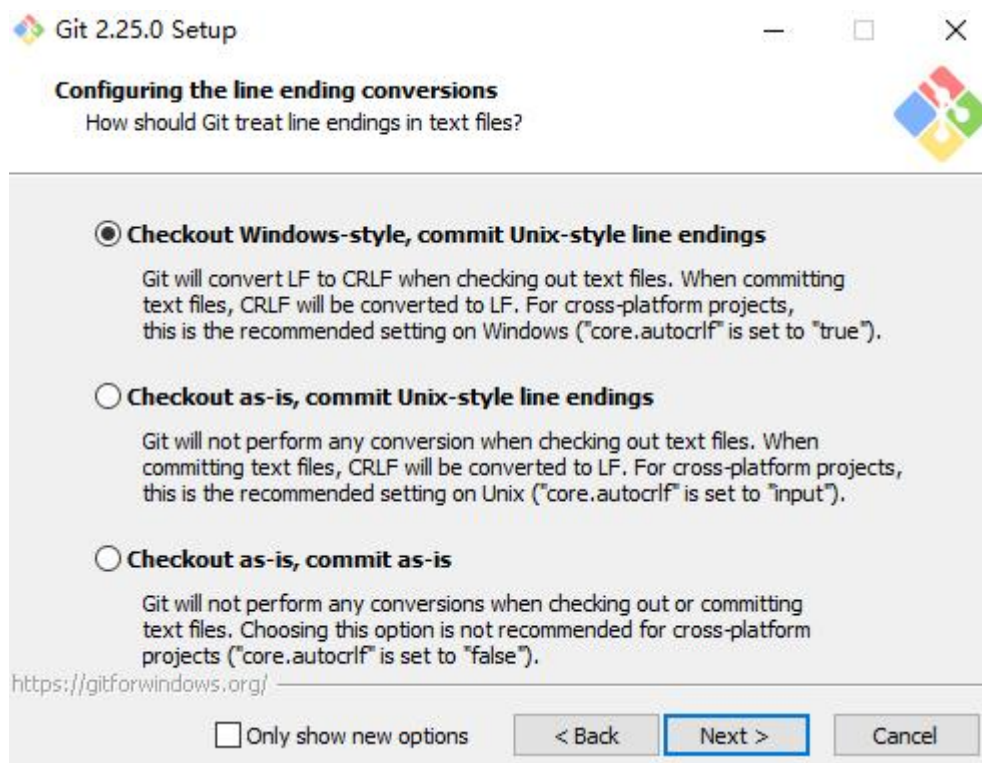 Git 2.25.0 Setup
Configuring the line ending conversions
How should Git treat line endings in text files?
Checkout Windows-style, commit Unix-style line endings
Git will convert LF to CRLF when checking out text files. When committing
text files, CRLF will be converted to LF. For cross-platform projects,
this is the recommended setting on Windows ("core.autocrlf" is set to "true").
Checkout as-is, commit Unix-style line endings
Git will not perform any conversion when checking out text files. When
committing text files, CRLF will be converted to LF. For cross-platform projects,
this is the recommended setting on Unix ("core.autocrlf" is set to "input").
Checkout as-is, commit as-is
Git will not perform any conversions when checking out or committing
text files. Choosing this option is not recommended for cross-platform
projects ("core.autocrlf" is set to "false").
https://gitforwindows.org/
Only show new options
< Back
Next >
Cancel